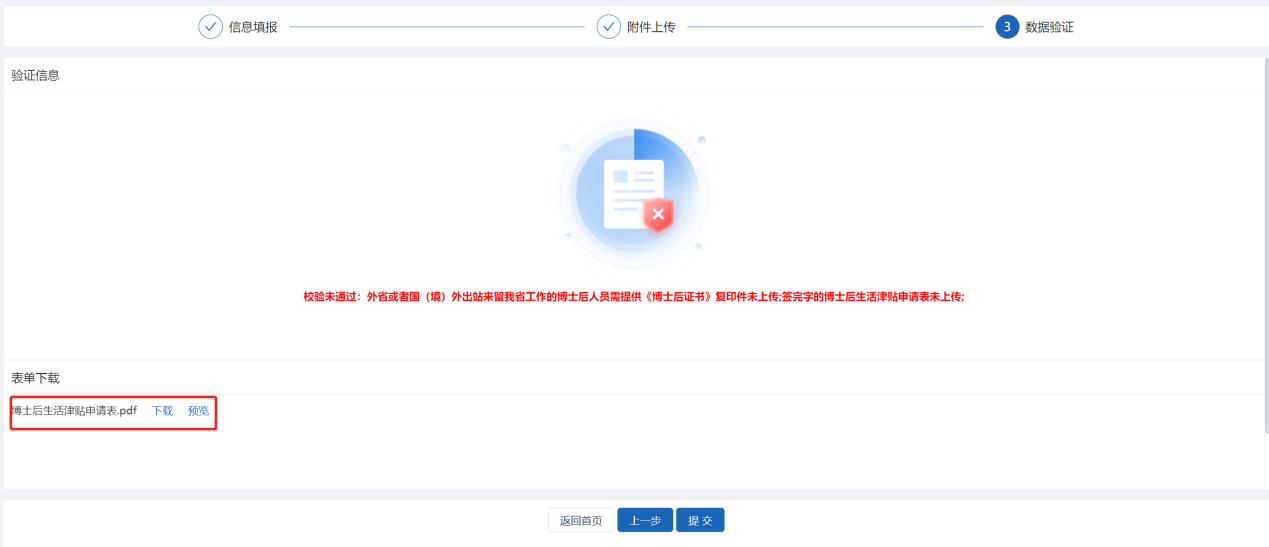 信息填报
附件上传
3 数据验证
验证信息
校验未通过：外省或者国（境）外出站来留我省工作的博士后人员需提供《博士后证书》复印件未上传;签完字的博士后生活津贴申请表未上传;
表单下载
博士后生活津贴申请表.pdf 下载 预览
返回首页 上一步 提 交